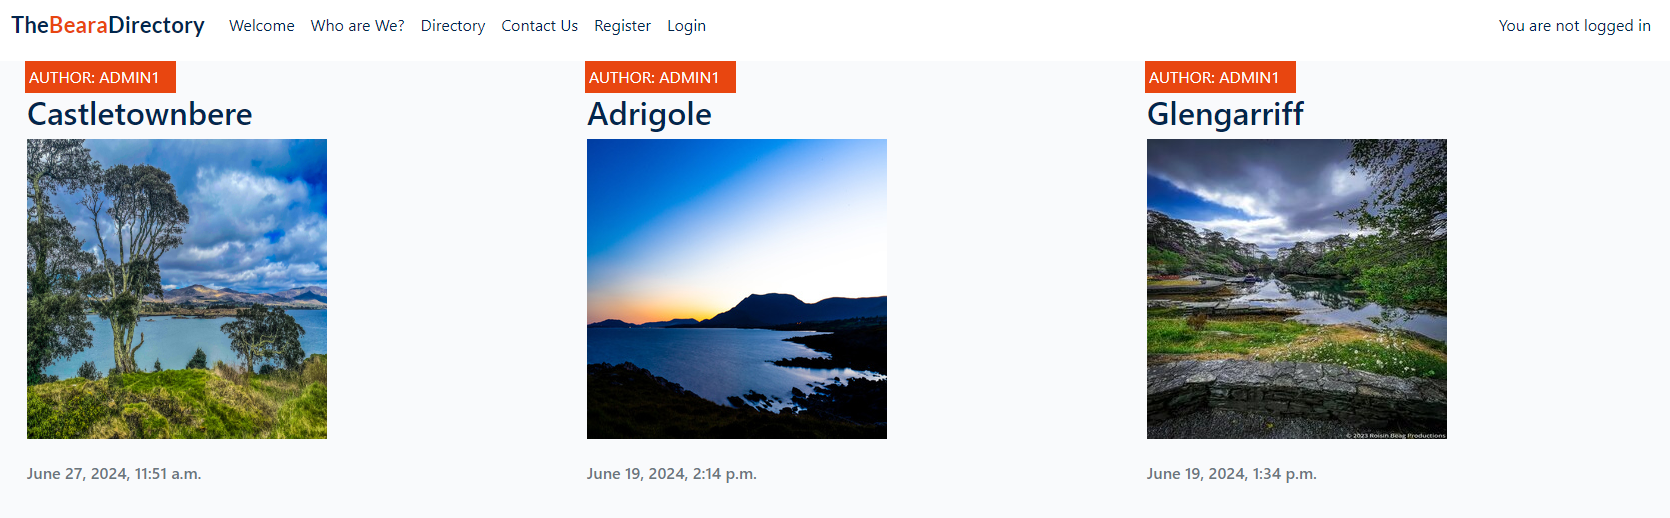 TheBearaDirectory Welcome Who are We? Directory Contact Us Register Login You are not logged in
AUTHOR: ADMIN1
Castletownbere
June 27, 2024, 11:51 a.m.
AUTHOR: ADMIN1
Adrigole
June 19, 2024, 2:14 p.m.
AUTHOR: ADMIN1
Glengarriff
© 2023 Roisin Beag Productions
June 19, 2024, 1:34 p.m.